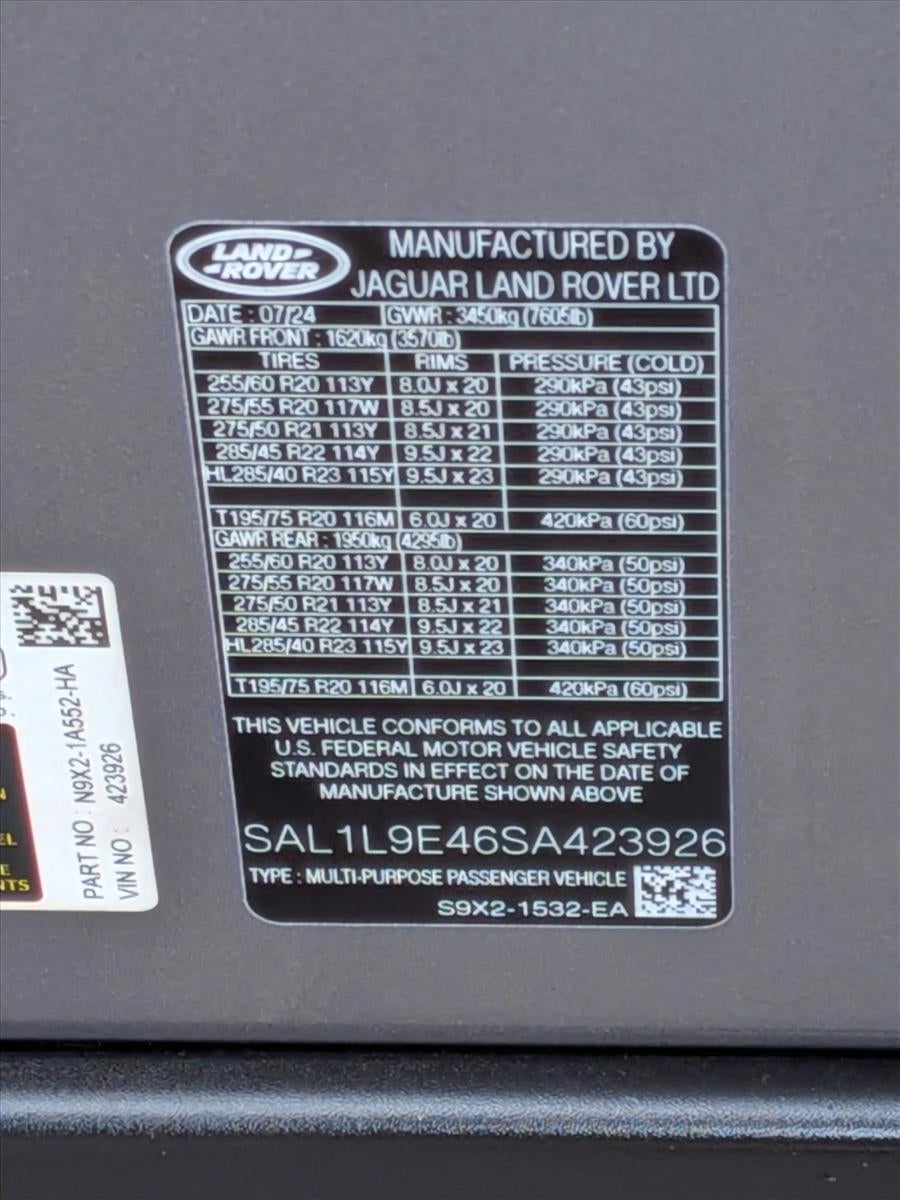 LAND-
-ROVER
MANUFACTURED BY
JAGUAR LAND ROVER LTD
DATE : 07/24 GVWR : 3450kg (7605lb)
GAWR FRONT : 1620kg (3570lb)
TIRES RIMS PRESSURE (COLD)
255/60 R20 113Y 8.0J x 20 290kPa (43psi)
275/55 R20 117W 8.5J x 20 290kPa (43psi)
275/50 R21 113Y 8.5J x 21 290kPa (43psi)
285/45 R22 114Y 9.5J x 22 290kPa (43psi)
HL285/40 R23 115Y 9.5J x 23 290kPa (43psi)
T195/75 R20 116M 6.0J x 20 420kPa (60psi)
GAWR REAR : 1950kg (4295lb)
255/60 R20 113Y 8.0J x 20 340kPa (50psi)
275/55 R20 117W 8.5J x 20 340kPa (50psi)
275/50 R21 113Y 8.5J x 21 340kPa (50psi)
285/45 R22 114Y 9.5J x 22 340kPa (50psi)
HL285/40 R23 115Y 9.5J x 23 340kPa (50psi)
T195/75 R20 116M 6.0J x 20 420kPa (60psi)
THIS VEHICLE CONFORMS TO ALL APPLICABLE
U.S. FEDERAL MOTOR VEHICLE SAFETY
STANDARDS IN EFFECT ON THE DATE OF
MANUFACTURE SHOWN ABOVE
SAL1L9E46SA423926
TYPE : MULTI-PURPOSE PASSENGER VEHICLE
S9X2-1532-EA
PART NO : N9X2-1A552-HA
VIN NO : 423926